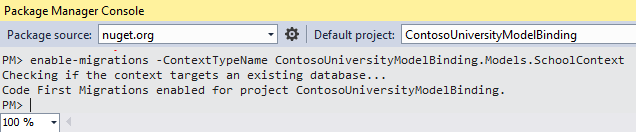 Package Manager Console
Package source: nuget.org Default project: ContosoUniversityModelBinding
PM> enable-migrations -ContextTypeName ContosoUniversityModelBinding.Models.SchoolContext
Checking if the context targets an existing database...
Code First Migrations enabled for project ContosoUniversityModelBinding.
PM>
100 %